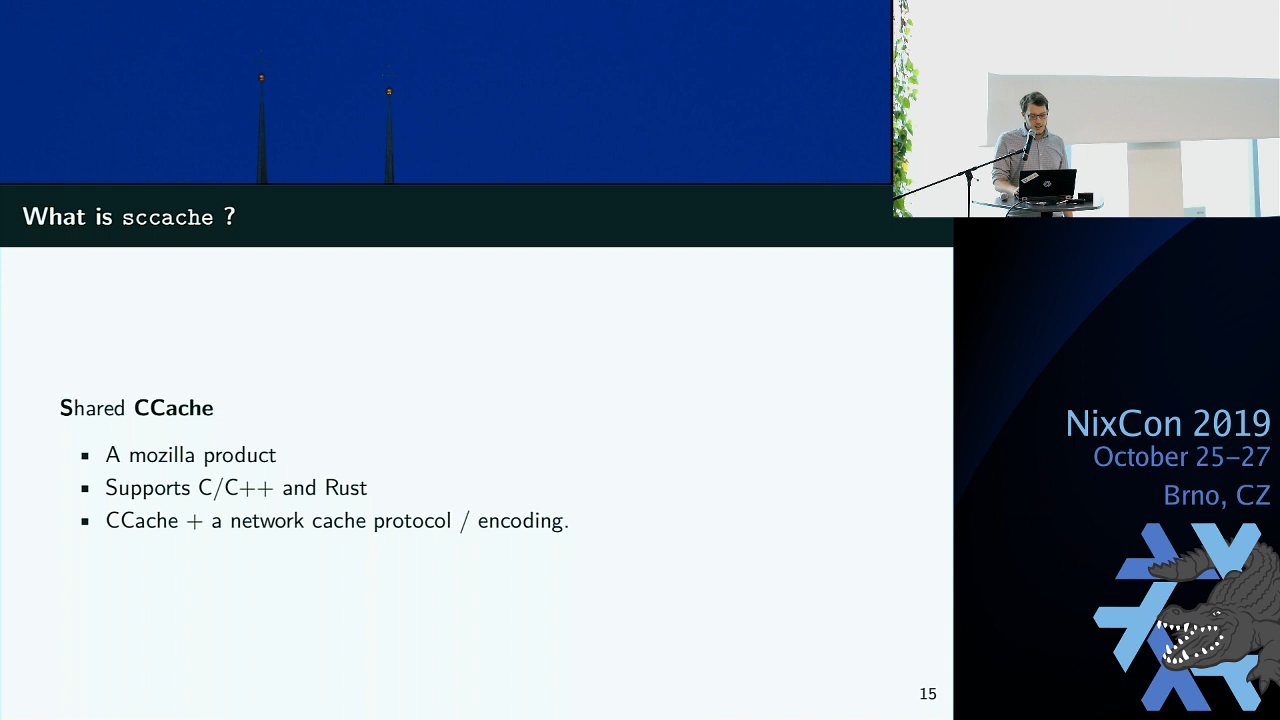 What is sccache ?
Shared CCache
▪ A mozilla product
▪ Supports C/C++ and Rust
▪ CCache + a network cache protocol / encoding.
15
NixCon 2019
October 25–27
Brno, CZ